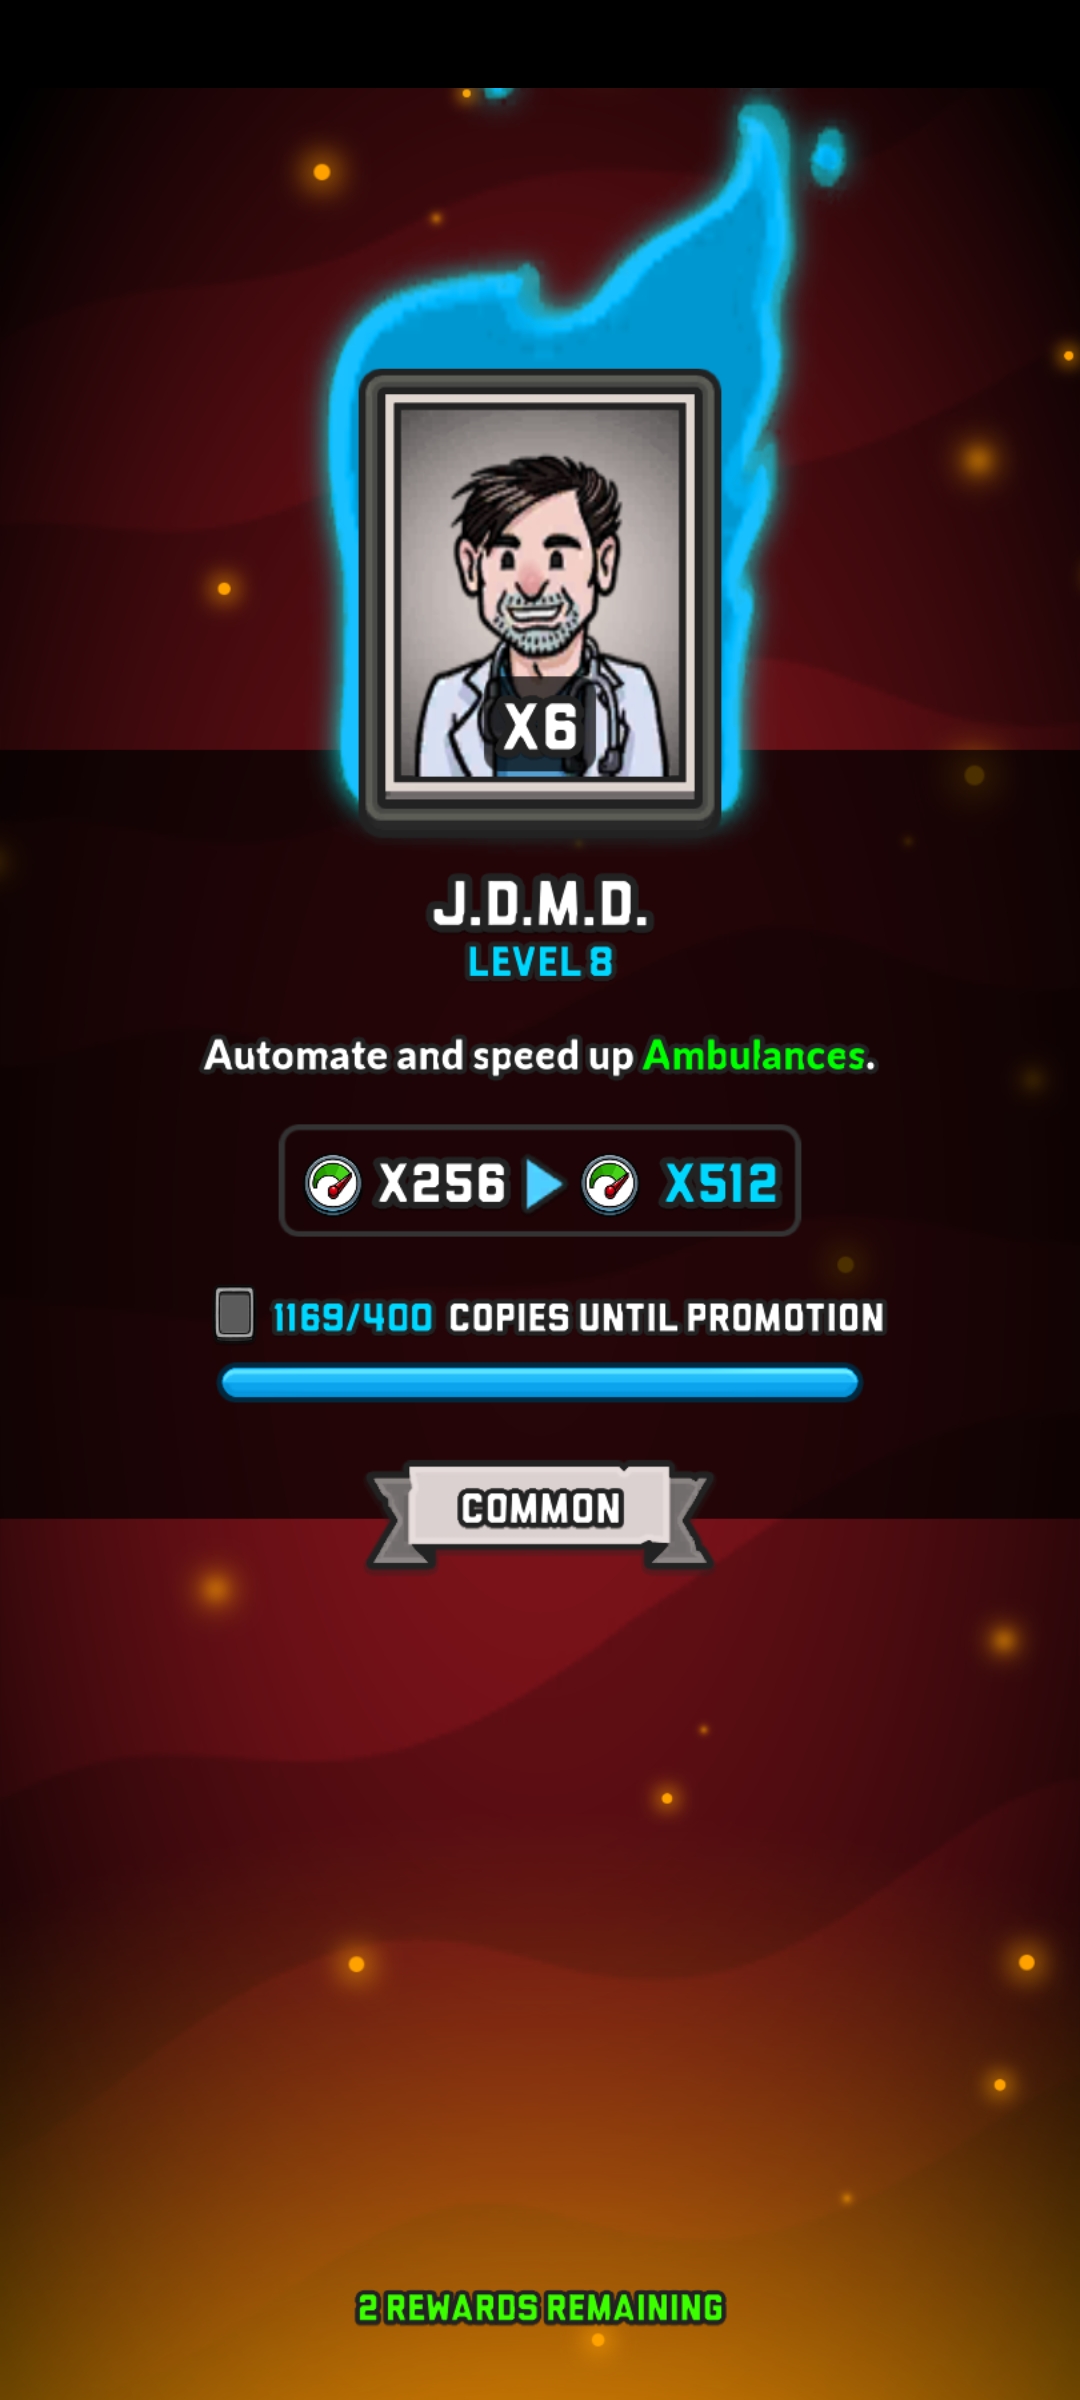 X6
J.D.M.D.
LEVEL 8
Automate and speed up Ambulances.
X256 X512
1169/400 COPIES UNTIL PROMOTION
COMMON
2 REWARDS REMAINING